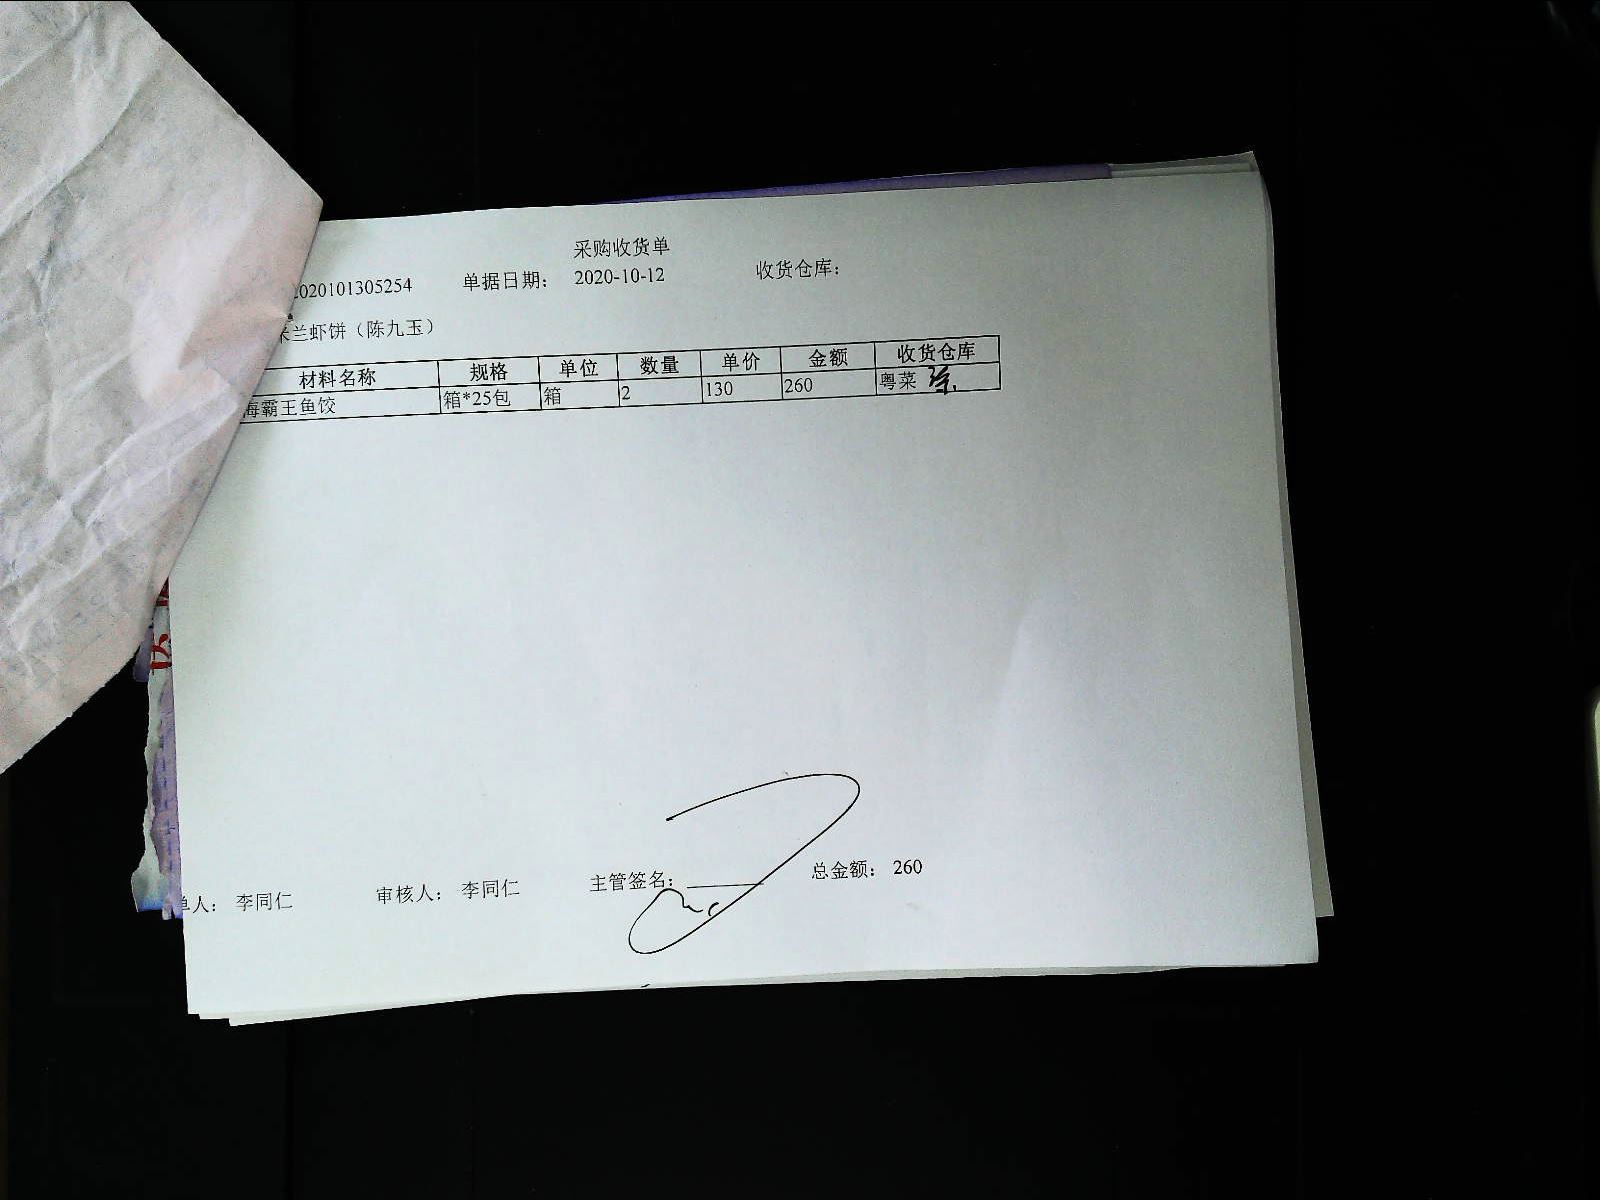 采购收货单
2020101305254 单据日期: 2020-10-12 收货仓库:
米兰虾饼（陈九玉）
材料名称 规格 单位 数量 单价 金额 收货仓库
海霸王鱼饺 箱*25包 箱 2 130 260 粤菜
单人: 李同仁 审核人: 李同仁 主管签名: 总金额: 260